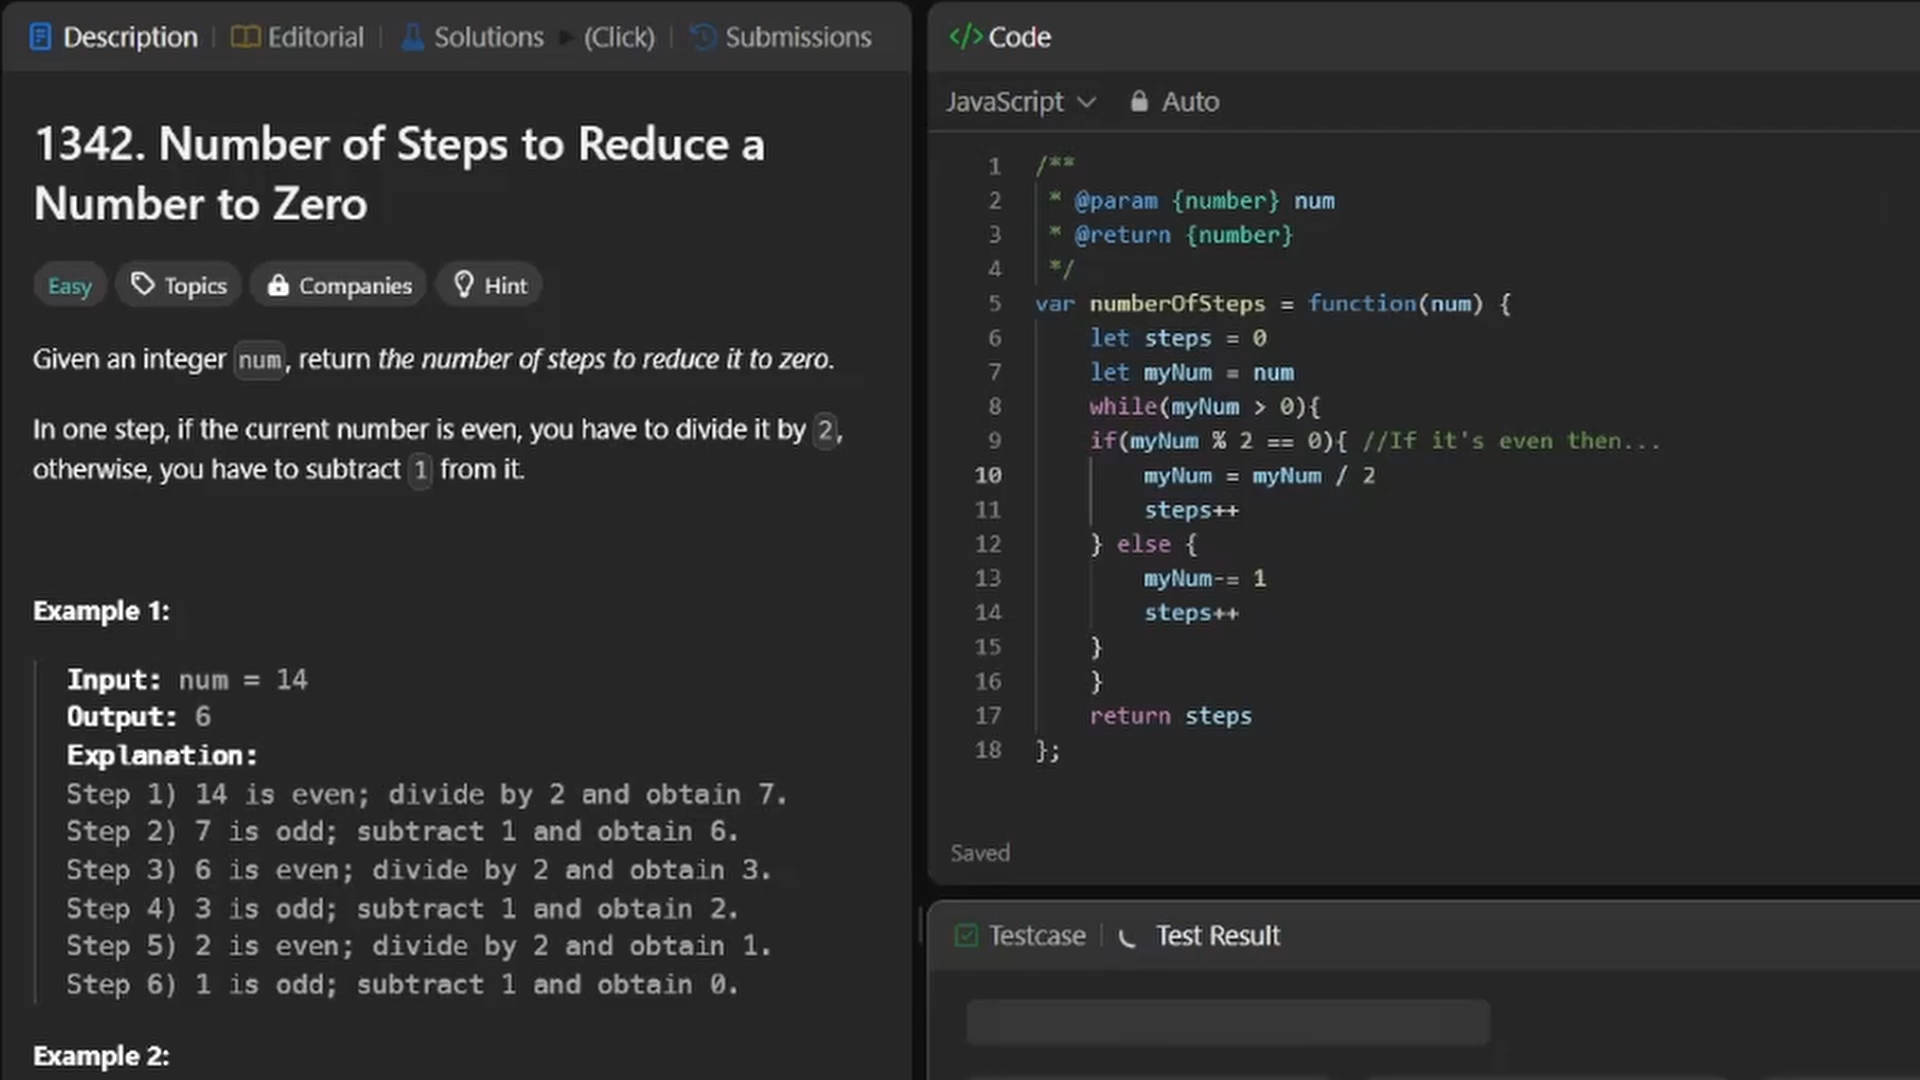 Description | Editorial | Solutions (Click) | Submissions
1342. Number of Steps to Reduce a
Number to Zero
Easy Topics Companies Hint
Given an integer num, return the number of steps to reduce it to zero.
In one step, if the current number is even, you have to divide it by 2,
otherwise, you have to subtract 1 from it.
Example 1:
Input: num = 14
Output: 6
Explanation:
Step 1) 14 is even; divide by 2 and obtain 7.
Step 2) 7 is odd; subtract 1 and obtain 6.
Step 3) 6 is even; divide by 2 and obtain 3.
Step 4) 3 is odd; subtract 1 and obtain 2.
Step 5) 2 is even; divide by 2 and obtain 1.
Step 6) 1 is odd; subtract 1 and obtain 0.
Example 2:
</> Code
JavaScript Auto
1 /**
2  * @param {number} num
3  * @return {number}
4  */
5 var numberOfSteps = function(num) {
6     let steps = 0
7     let myNum = num
8     while(myNum > 0){
9     if(myNum % 2 == 0){ //If it's even then...
10         myNum = myNum / 2
11         steps++
12     } else {
13         myNum-= 1
14         steps++
15     }
16     }
17     return steps
18 };
Saved
Testcase | Test Result